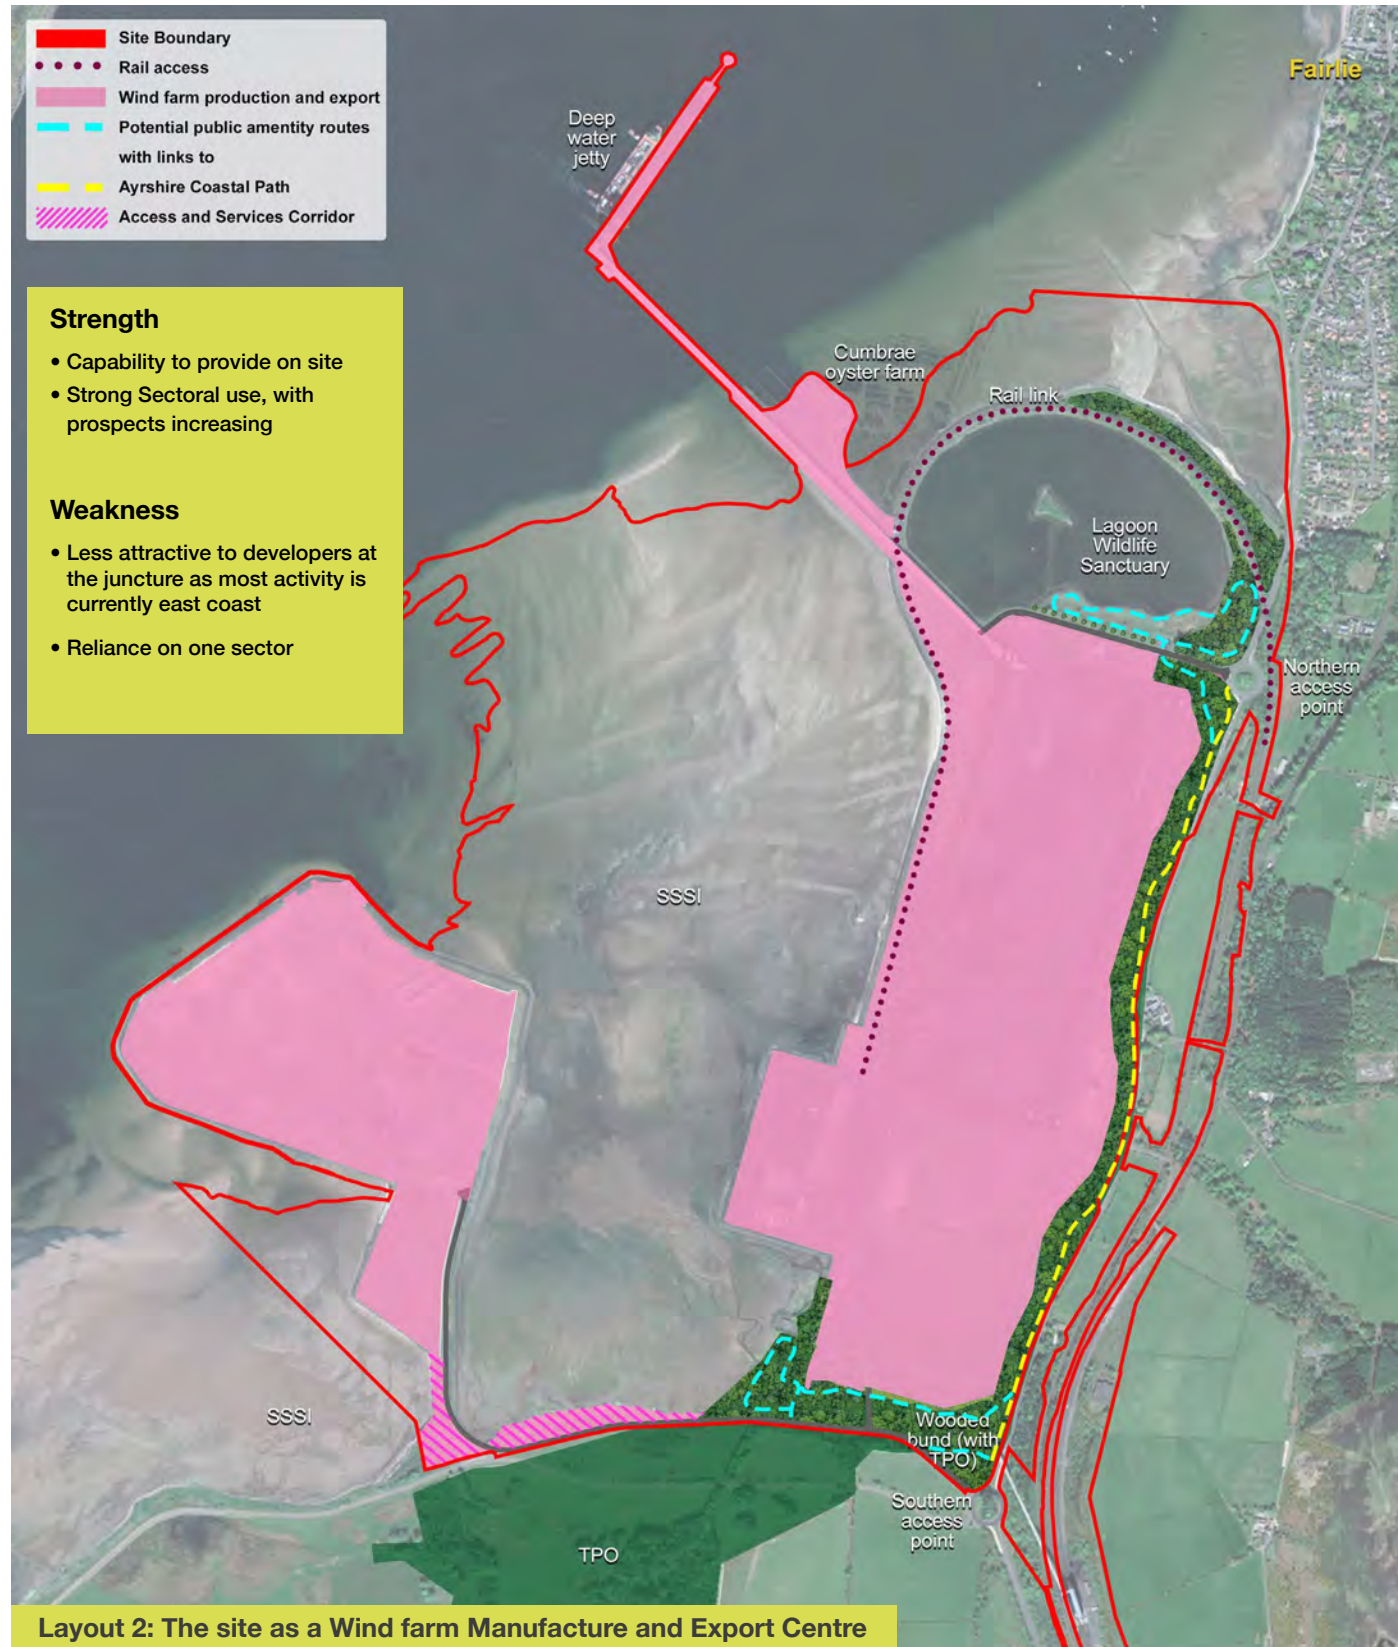 Site Boundary
Rail access
Wind farm production and export
Potential public amentity routes
with links to
Ayrshire Coastal Path
Access and Services Corridor
Fairlie
Deep
water
jetty
Strength
• Capability to provide on site
• Strong Sectoral use, with
prospects increasing
Weakness
• Less attractive to developers at
the juncture as most activity is
currently east coast
• Reliance on one sector
Cumbrae
oyster farm
Rail link
Lagoon
Wildlife
Sanctuary
Northern
access
point
SSSI
SSSI
Wooded
bund (with
TPO)
Southern
access
point
TPO
Layout 2: The site as a Wind farm Manufacture and Export Centre